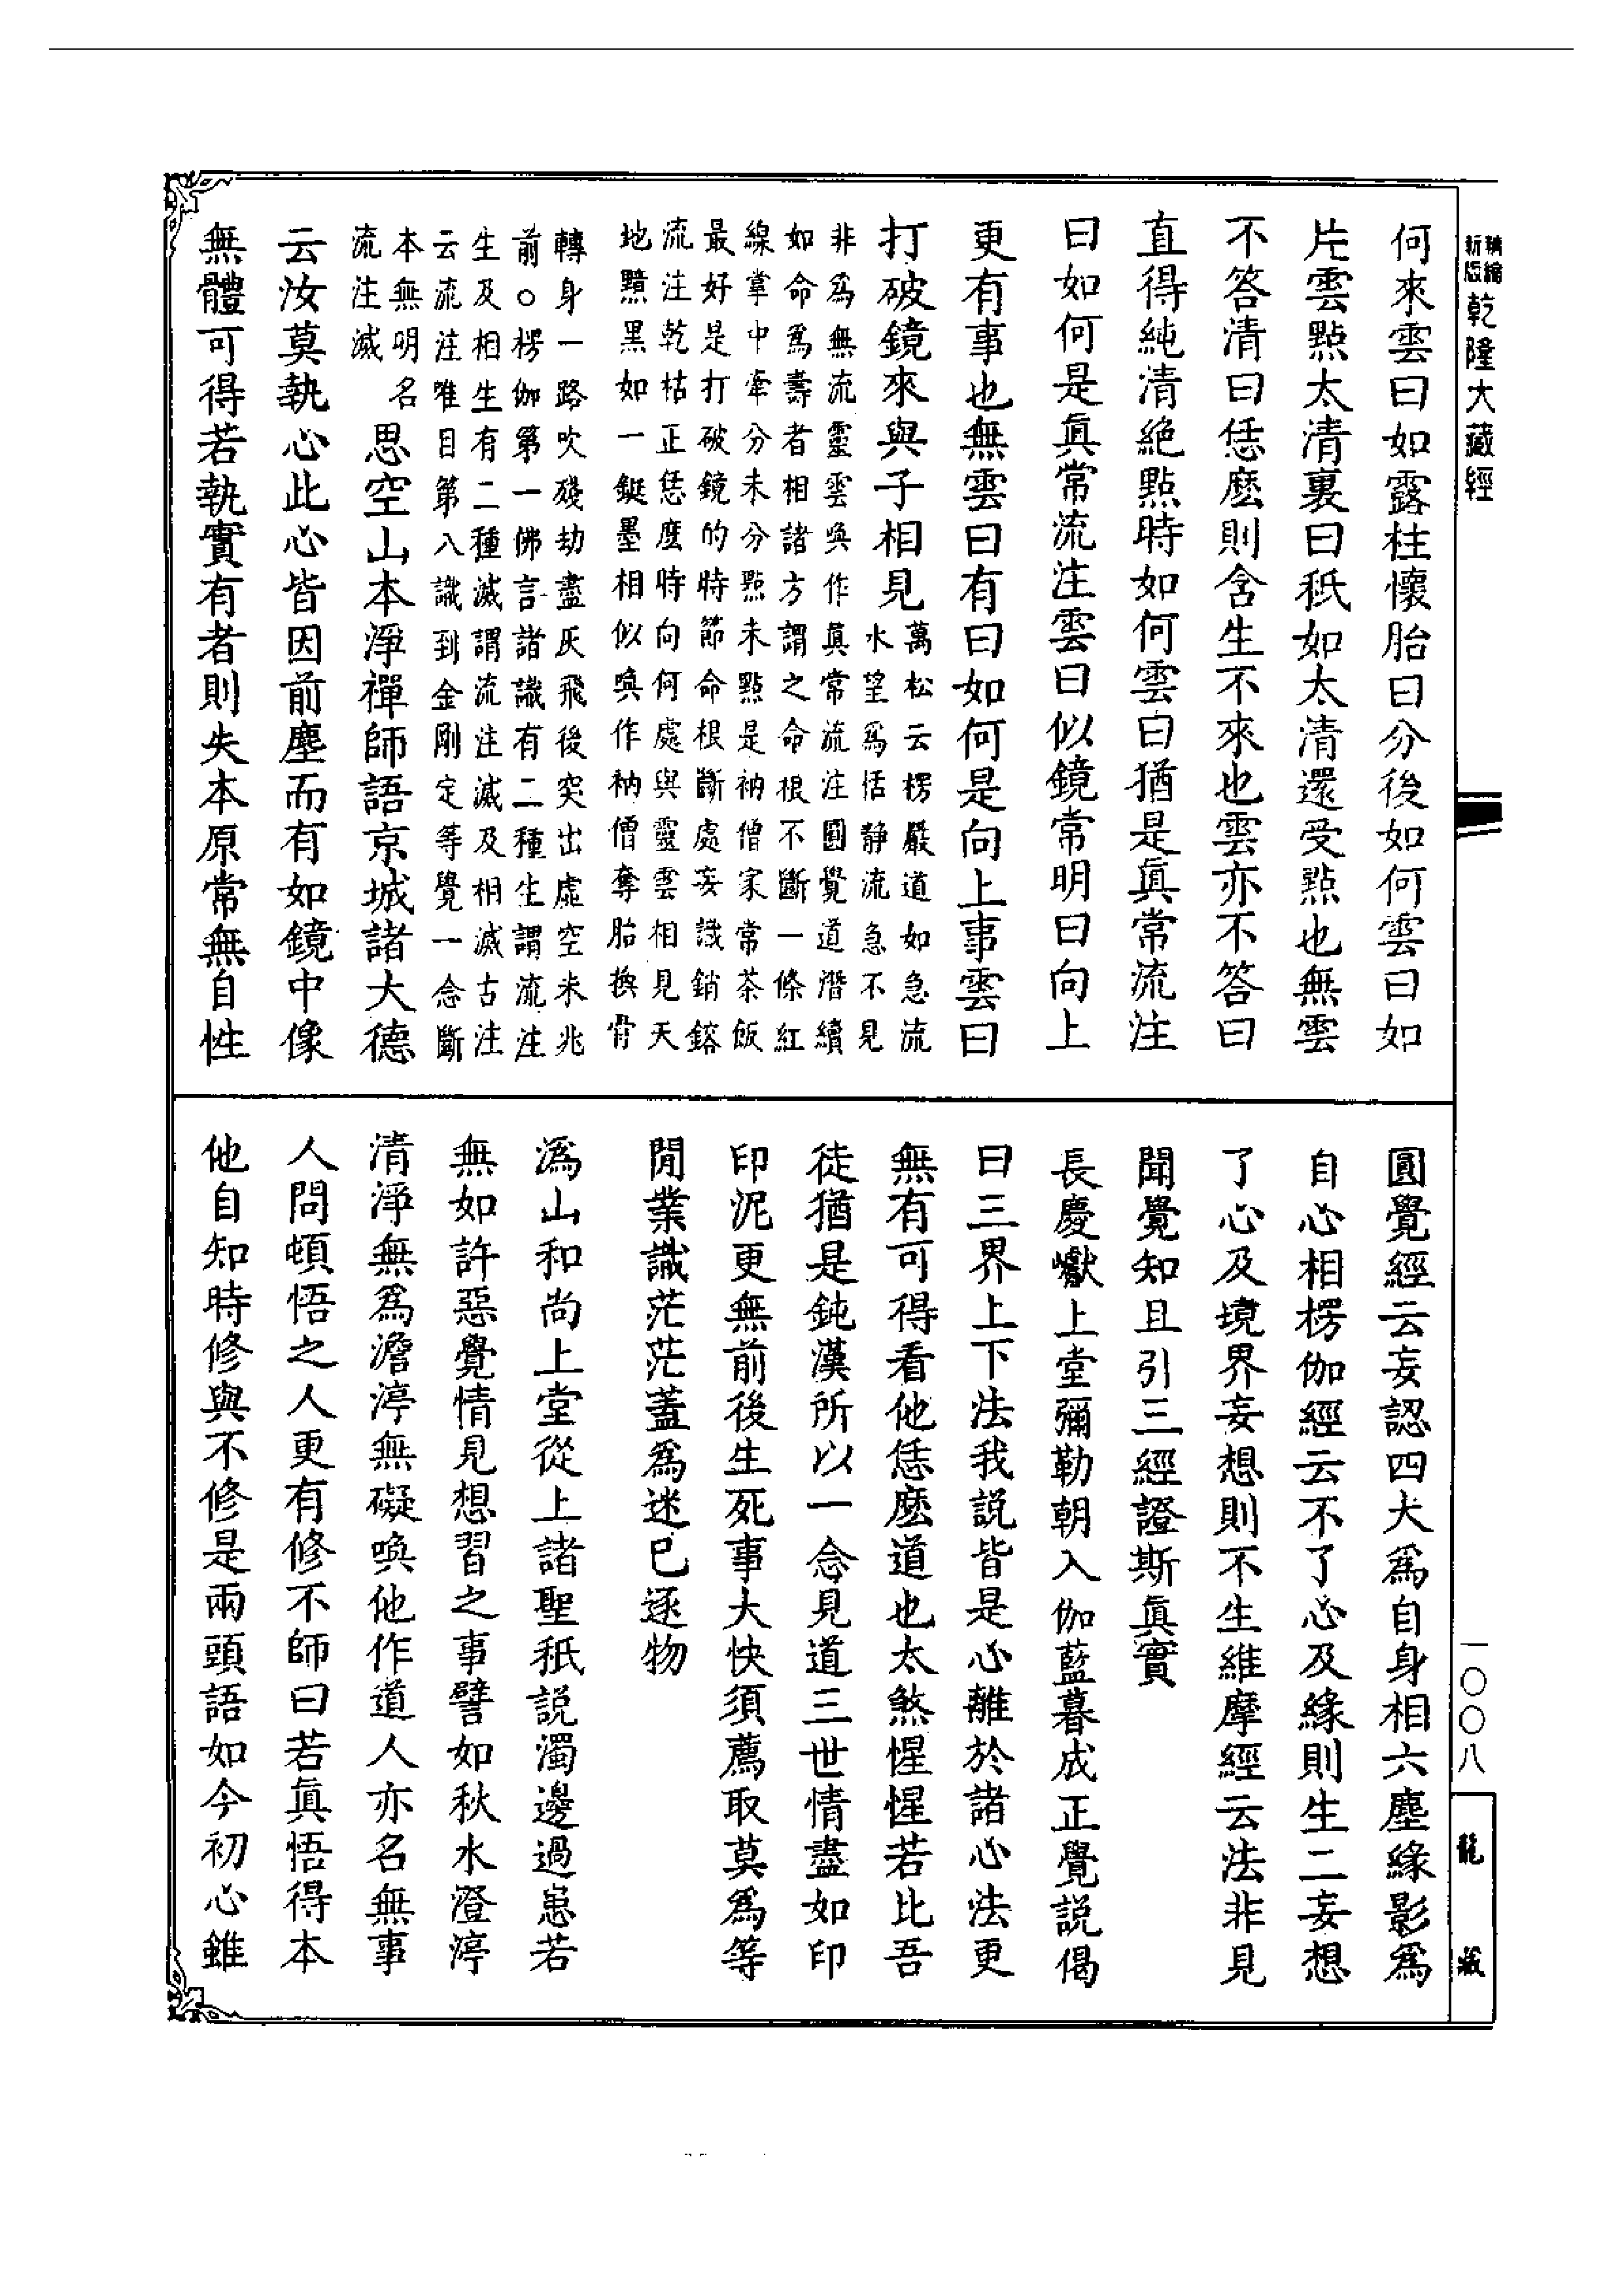 新編
縮版
乾隆大藏經
一〇〇八
龍藏
何來雲曰如露柱懷胎曰分後如何雲曰如
片雲點太清裏曰秖如太清還受點也無雲
不答清曰恁麽則含生不來也雲亦不答曰
直得純清絶點時如何雲曰猶是眞常流注
曰如何是眞常流注雲曰似鏡常明曰向上
更有事也無雲曰有曰如何是向上事雲曰
打破鏡來與子相見
萬松云楞嚴道如急流
水望爲恬靜流急不見
非爲無流靈雲喚作眞常流注圓覺道潛續
如命爲壽者相諸方謂之命根不斷一條紅
線掌中牽分未分點未點是衲僧家常茶飯
最好是打破鏡的時節命根斷處妄識銷鎔
流注乾枯正恁麽時向何處與靈雲相見天
地黯黑如一鋌墨相似喚作衲僧奪胎換骨
轉身一路吹殘劫盡灰飛後突出虛空未兆
前○楞伽第一佛言諸識有二種生謂流注
生及相生有二種滅謂流注滅及相滅古注
云流注唯目第八識到金剛定等覺一念斷
本無明名
流注滅
思空山本淨禪師語京城諸大德
云汝莫執心此心皆因前塵而有如鏡中像
無體可得若執實有者則失本原常無自性
圓覺經云妄認四大爲自身相六塵緣影爲
自心相楞伽經云不了心及緣則生二妄想
了心及境界妄想則不生維摩經云法非見
聞覺知且引三經證斯眞實
長慶巘上堂彌勒朝入伽藍暮成正覺説偈
曰三界上下法我説皆是心離於諸心法更
無有可得看他恁麽道也太煞惺惺若比吾
徒猶是鈍漢所以一念見道三世情盡如印
印泥更無前後生死事大快須薦取莫爲等
閒業識茫茫蓋爲迷已逐物
溈山和尚上堂從上諸聖秖説濁邊過患若
無如許惡覺情見想習之事譬如秋水澄渟
清淨無爲澹渟無礙喚他作道人亦名無事
人問頓悟之人更有修不師曰若眞悟得本
他自知時修與不修是兩頭語如今初心雖